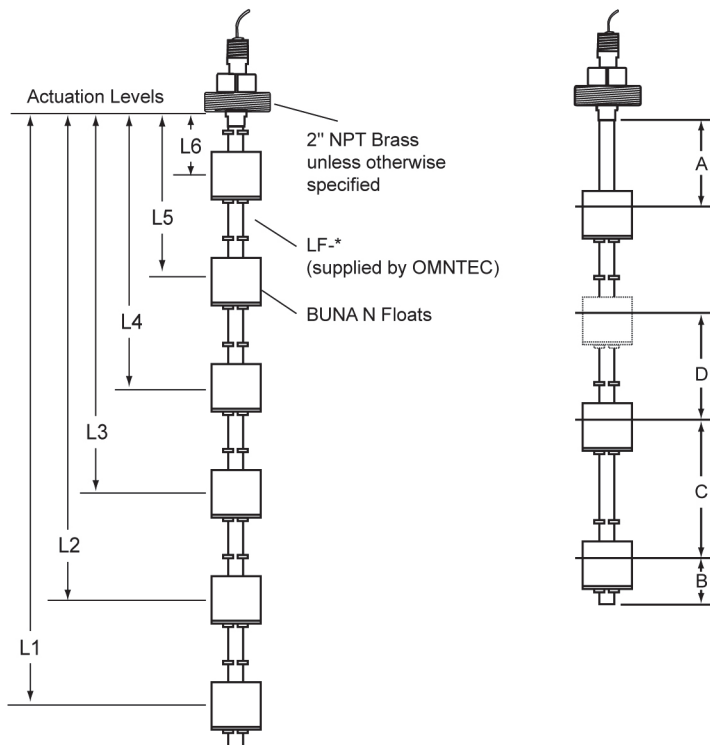 Actuation Levels
L6
L5
L4
L3
L2
L1
2" NPT Brass
unless otherwise
specified
LF-*
(supplied by OMNTEC)
BUNA N Floats
A
D
C
B